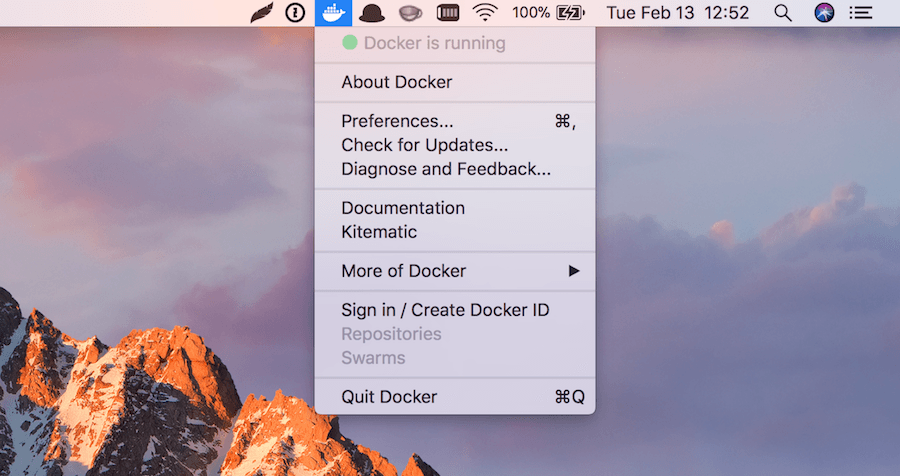 100% Tue Feb 13 12:52
Docker is running
About Docker
Preferences... ⌘,
Check for Updates...
Diagnose and Feedback...
Documentation
Kitematic
More of Docker ▶
Sign in / Create Docker ID
Repositories
Swarms
Quit Docker ⌘Q